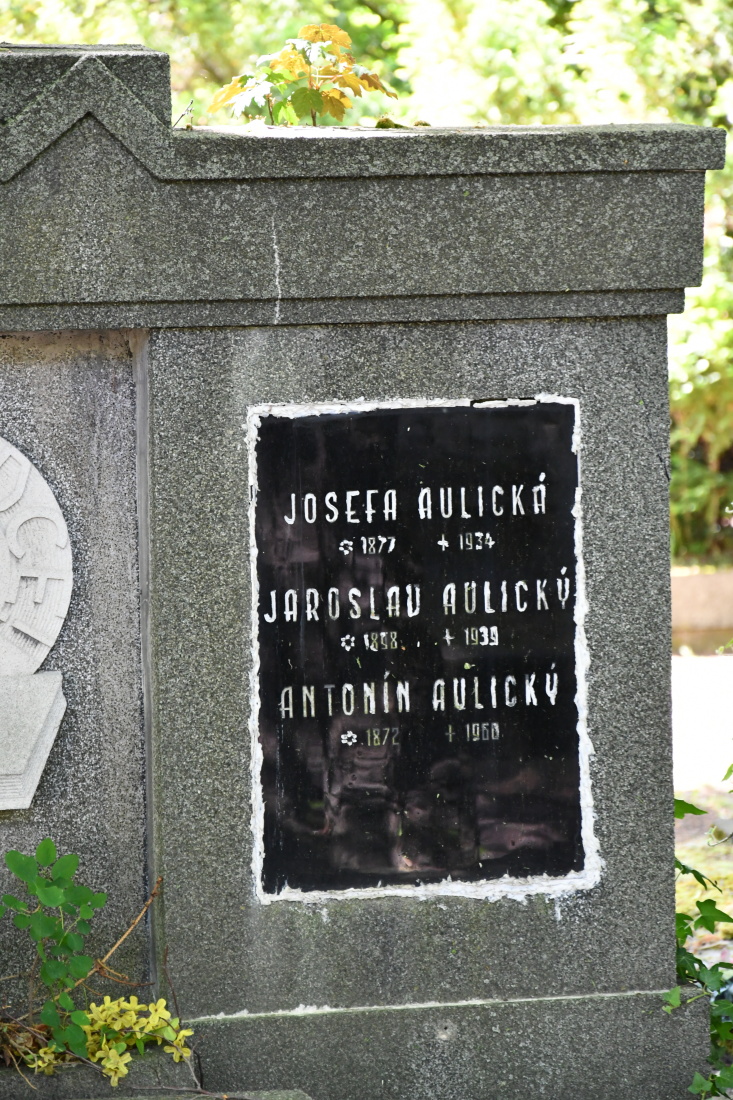 JOSEFA AULICKÁ
✡ 1877 + 1934
JAROSLAV AULICKÝ
✡ 1898 + 1939
ANTONÍN AULICKÝ
✡ 1872 + 1960